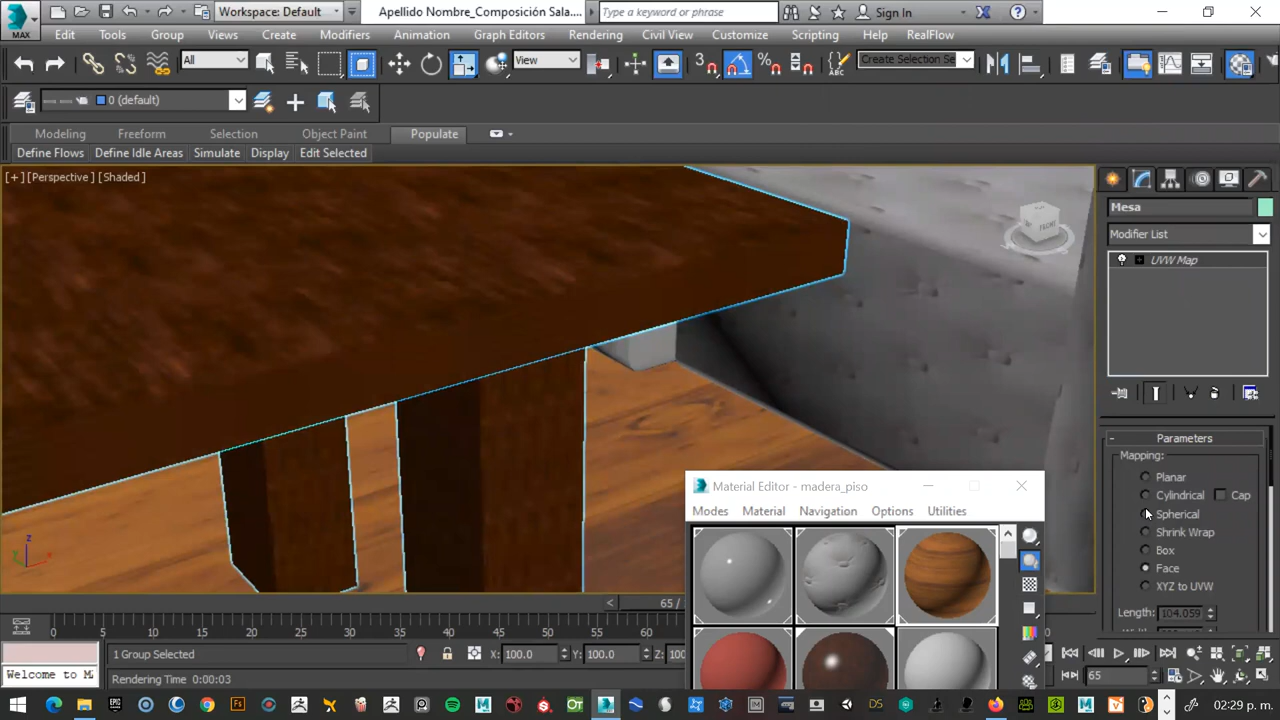 MAX
Workspace: Default
Apellido Nombre_Composición Sala....
Type a keyword or phrase
Sign In
Edit Tools Group Views Create Modifiers Animation Graph Editors Rendering Civil View Customize Scripting Help RealFlow
All
View
3
%
ABC
Create Selection Se
0 (default)
Modeling Freeform Selection Object Paint Populate
Define Flows Define Idle Areas Simulate Display Edit Selected
[+] [Perspective ] [Shaded ]
Mesa
Modifier List
UVW Map
Parameters
Mapping:
Planar
Cylindrical Cap
Spherical
Shrink Wrap
Box
Face
XYZ to UVW
Length: 104.059
z
Material Editor - madera_piso
Modes Material Navigation Options Utilities
< 65 /
0 5 10 15 20 25 30 35 40 45 50 55 60
1 Group Selected
X: 100.0 Y: 100.0 Z: 100
65
Welcome to M
Rendering Time 0:00:03
02:29 p. m.